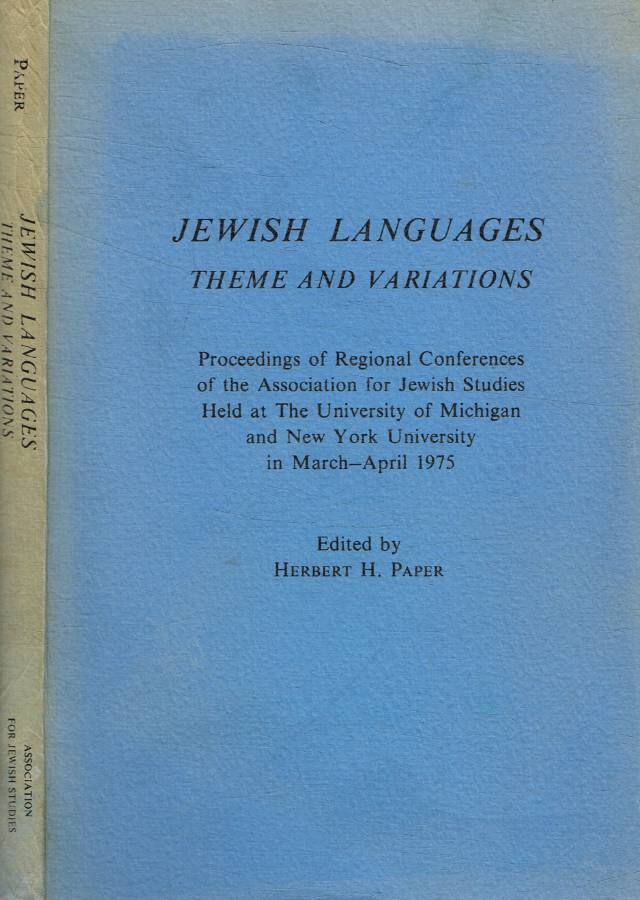 PAPER
JEWISH LANGUAGES
THEME AND VARIATIONS
ASSOCIATION
FOR JEWISH STUDIES
JEWISH LANGUAGES
THEME AND VARIATIONS
Proceedings of Regional Conferences
of the Association for Jewish Studies
Held at The University of Michigan
and New York University
in March–April 1975
Edited by
HERBERT H. PAPER